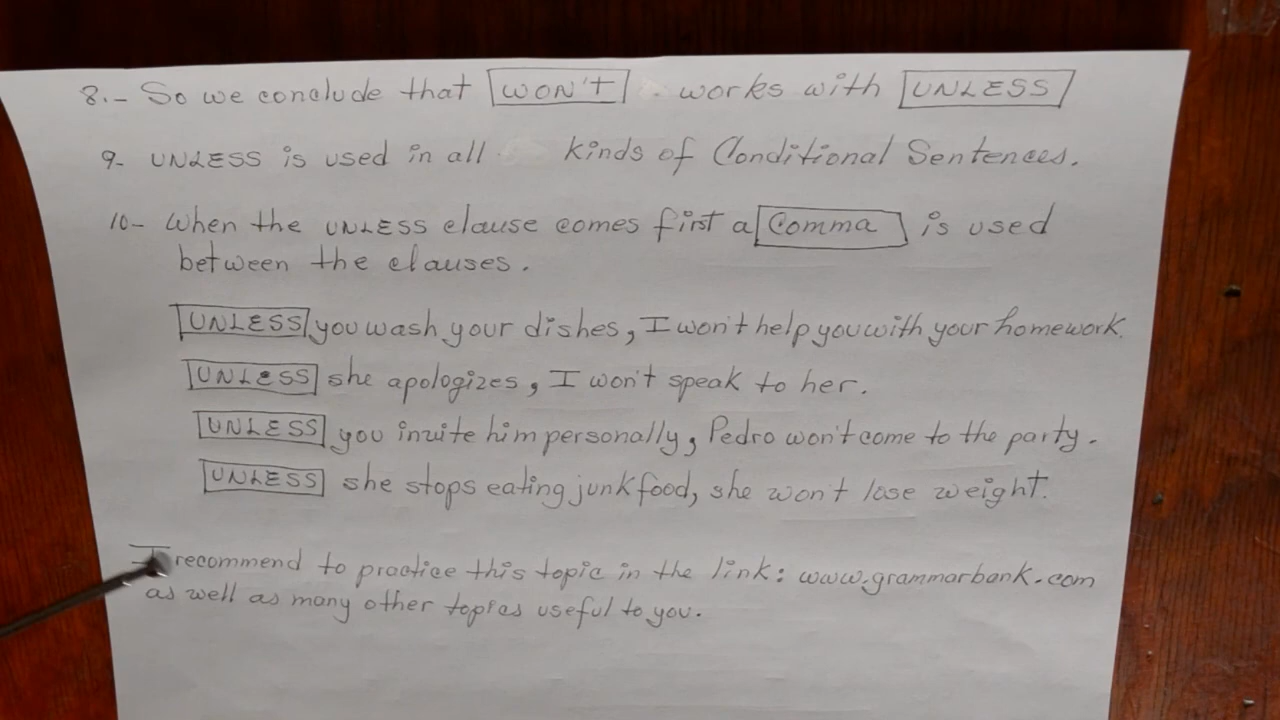 8.- So we conclude that WON'T works with UNLESS
9- UNLESS is used in all kinds of Conditional Sentences.
10- When the UNLESS clause comes first a Comma is used
between the clauses.
UNLESS you wash your dishes, I won't help you with your homework.
UNLESS she apologizes, I won't speak to her.
UNLESS you invite him personally, Pedro won't come to the party.
UNLESS she stops eating junk food, she won't lose weight.
I recommend to practice this topic in the link: www.grammarbank.com
as well as many other topics useful to you.